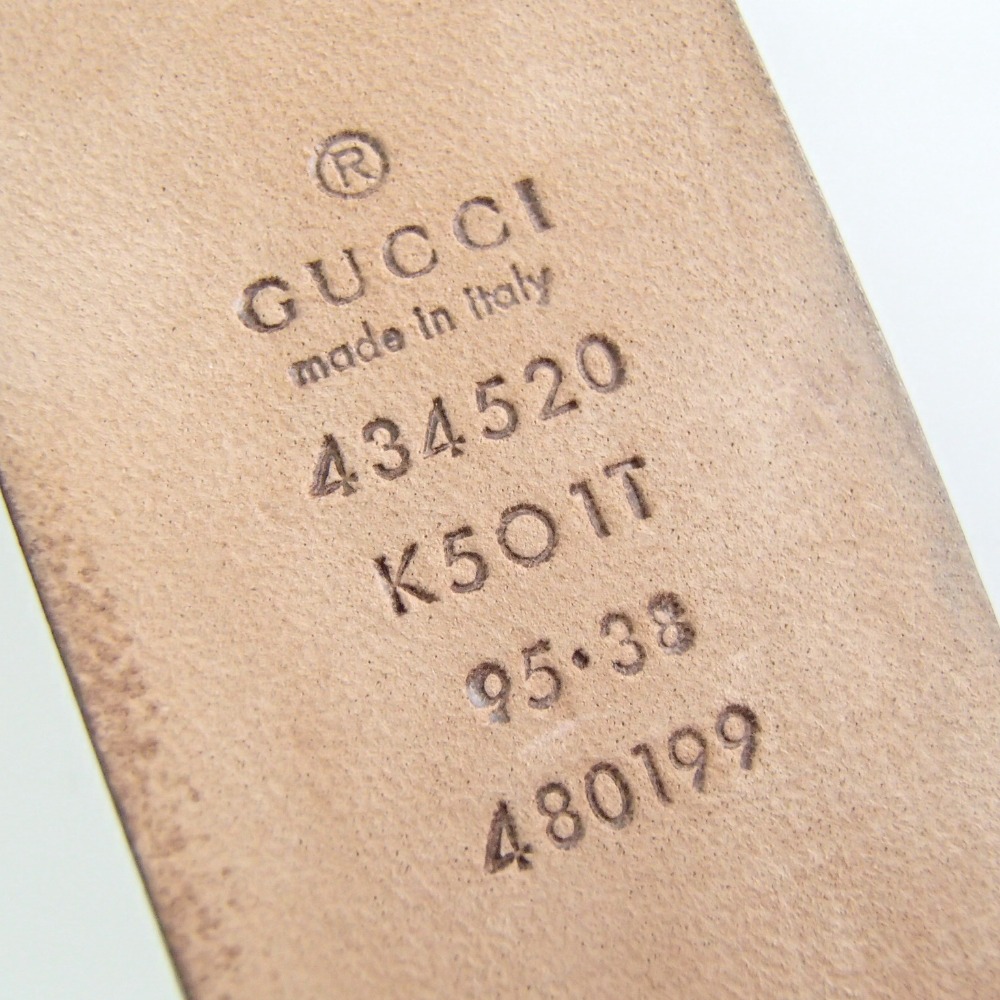 ®
GUCCI
made in italy
434520
K5O1T
95·38
480199